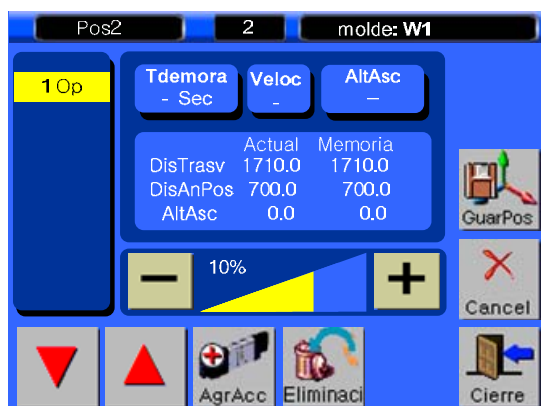 Pos2 2 molde: W1
1 Op
Tdemora Veloc AltAsc
- Sec - –
Actual Memoria
DisTrasv 1710.0 1710.0
DisAnPos 700.0 700.0
AltAsc 0.0 0.0
GuarPos
10%
− +
Cancel
AgrAcc Eliminaci Cierre